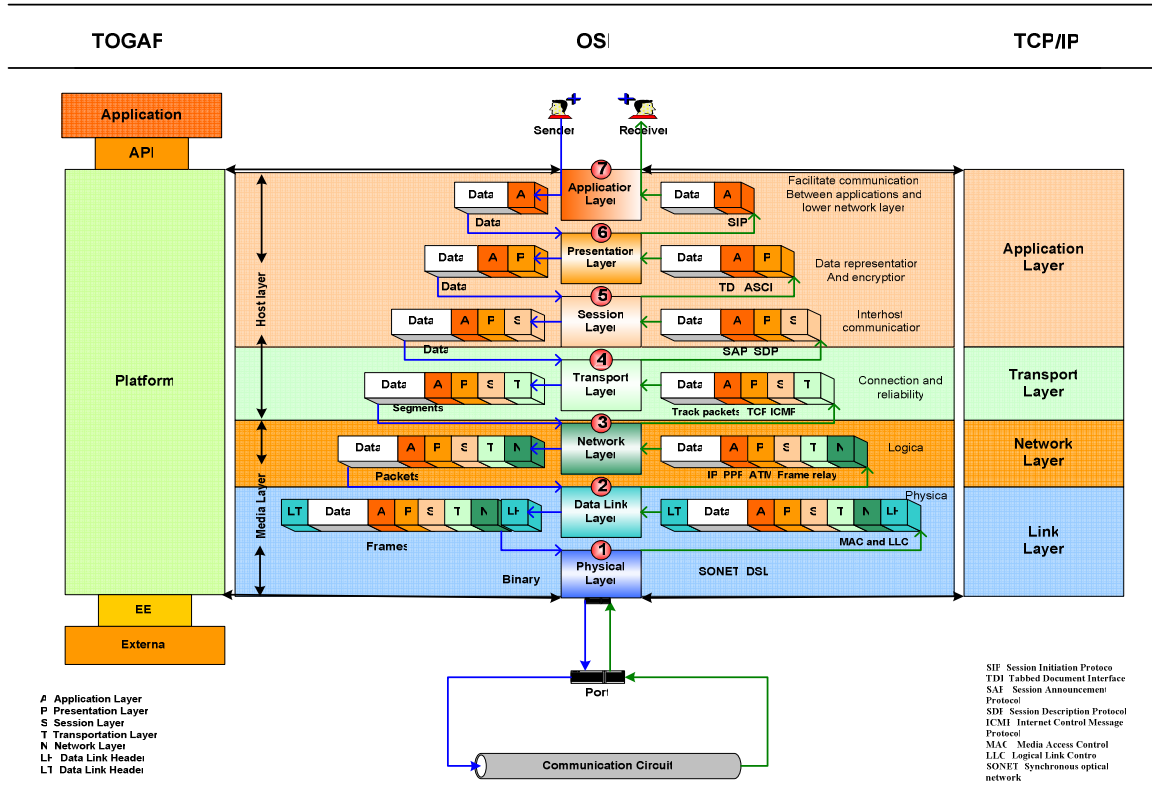 TOGAF
OSI
TCP/IP
Application
API
Platform
EE
Externa
Sender
Receiver
7
Application
Layer
Data A
Data
Data A
SIP
Facilitate communication
Between applications and
lower network layer
6
Presentation
Layer
Data A P
Data
Data A P
TD ASCI
Data representation
And encryption
5
Session
Layer
Data A P S
Data
Data A P S
SAP SDP
Interhost
communication
4
Transport
Layer
Data A P S T
Segments
Data A P S T
Track packets TCP ICMP
Connection and
reliability
3
Network
Layer
Data A P S T N
Packets
Data A P S T N
IP PPP ATM Frame relay
Logica
2
Data Link
Layer
LT Data A P S T N LH
Frames
LT Data A P S T N LH
MAC and LLC
Physica
1
Physical
Layer
Binary
SONET DSL
Host layer
Media Layer
Application
Layer
Transport
Layer
Network
Layer
Link
Layer
Port
Communication Circuit
A Application Layer
P Presentation Layer
S Session Layer
T Transportation Layer
N Network Layer
LH Data Link Header
LT Data Link Header
SIP Session Initiation Protoco
TDI Tabbed Document Interface
SAP Session Announcement
Protocol
SDP Session Description Protocol
ICMP Internet Control Message
Protocol
MAC Media Access Control
LLC Logical Link Contro
SONET Synchronous optical
network